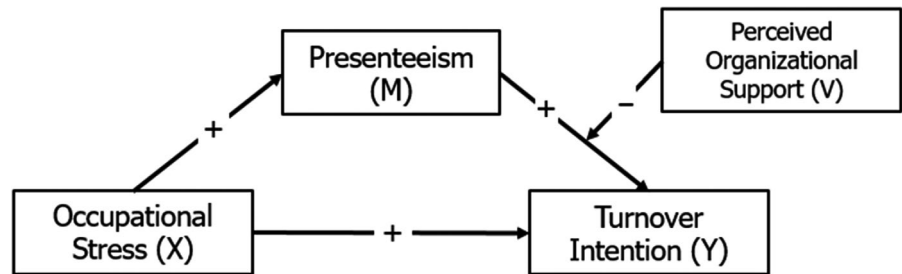 Presenteeism
(M)
Perceived
Organizational
Support (V)
+
+
−
Occupational
Stress (X)
+
Turnover
Intention (Y)